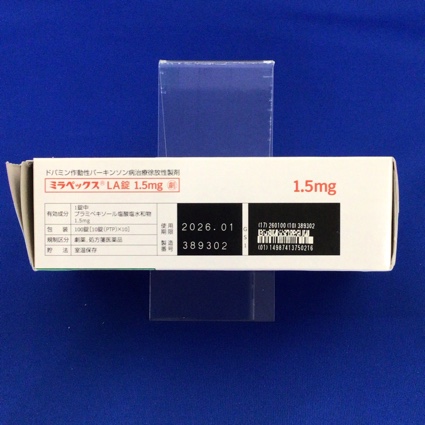 ドパミン作動性パーキンソン病治療徐放性製剤
ミラペックス® LA錠 1.5mg 劇
1.5mg
有効成分 1錠中
プラミペキソール塩酸塩水和物
1.5mg
包装 100錠[10錠(PTP)×10]
規制区分 劇薬、処方箋医薬品
貯法 室温保存
使用期限 2026.01
製造番号 389302
GS1
(17)260100(10)389302
(01)14987413750216